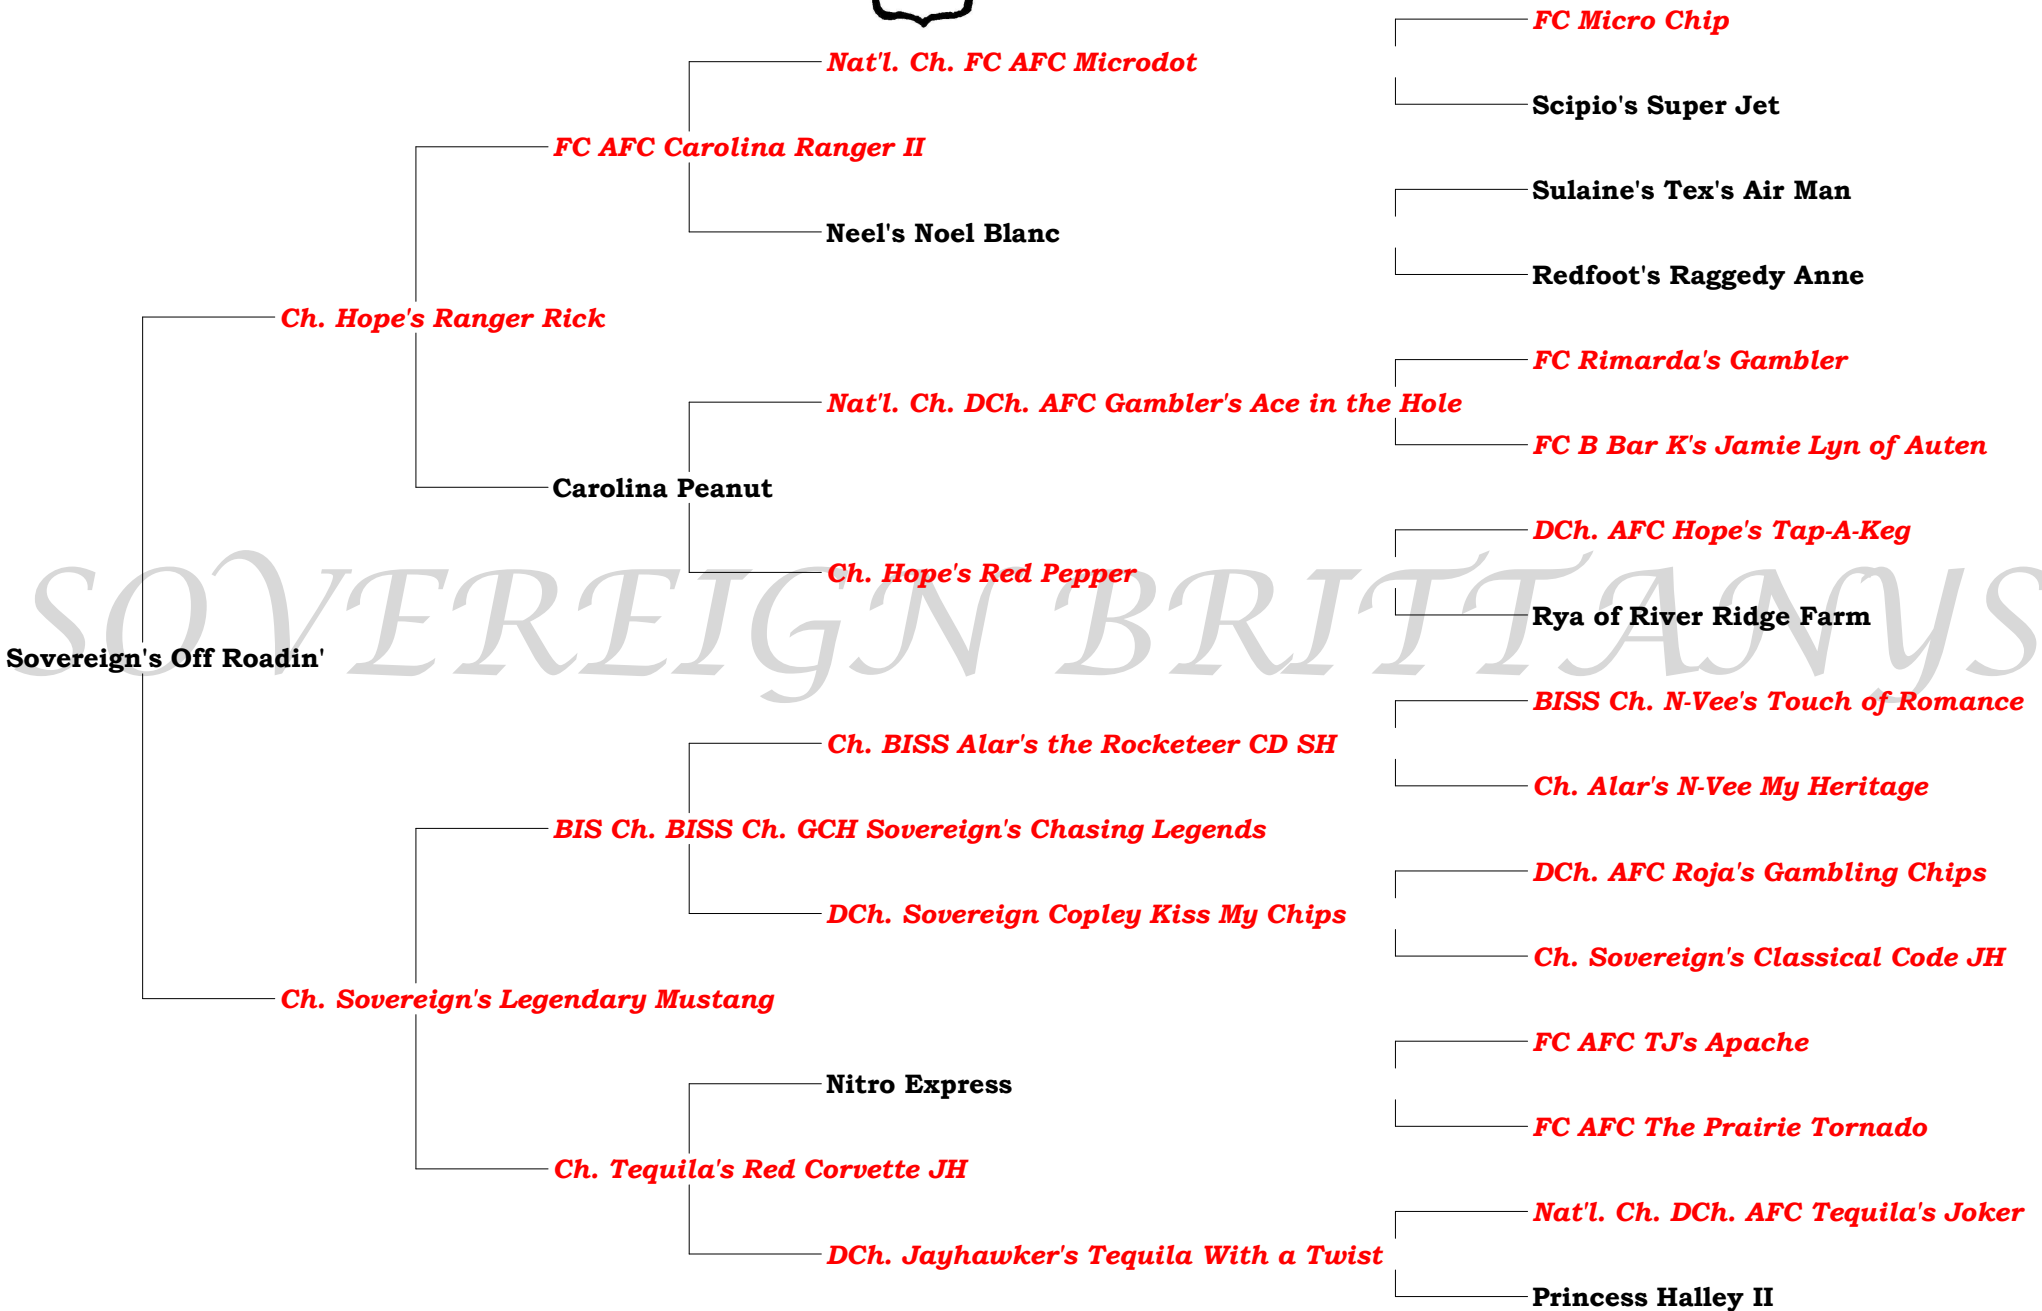 FC Micro Chip
Nat'l. Ch. FC AFC Microdot
Scipio's Super Jet
FC AFC Carolina Ranger II
Sulaine's Tex's Air Man
Neel's Noel Blanc
Redfoot's Raggedy Anne
Ch. Hope's Ranger Rick
FC Rimarda's Gambler
Nat'l. Ch. DCh. AFC Gambler's Ace in the Hole
FC B Bar K's Jamie Lyn of Auten
Carolina Peanut
DCh. AFC Hope's Tap-A-Keg
Ch. Hope's Red Pepper
Rya of River Ridge Farm
SOVEREIGN BRITTANYS
Sovereign's Off Roadin'
BISS Ch. N-Vee's Touch of Romance
Ch. BISS Alar's the Rocketeer CD SH
Ch. Alar's N-Vee My Heritage
BIS Ch. BISS Ch. GCH Sovereign's Chasing Legends
DCh. AFC Roja's Gambling Chips
DCh. Sovereign Copley Kiss My Chips
Ch. Sovereign's Classical Code JH
Ch. Sovereign's Legendary Mustang
FC AFC TJ's Apache
Nitro Express
FC AFC The Prairie Tornado
Ch. Tequila's Red Corvette JH
Nat'l. Ch. DCh. AFC Tequila's Joker
DCh. Jayhawker's Tequila With a Twist
Princess Halley II